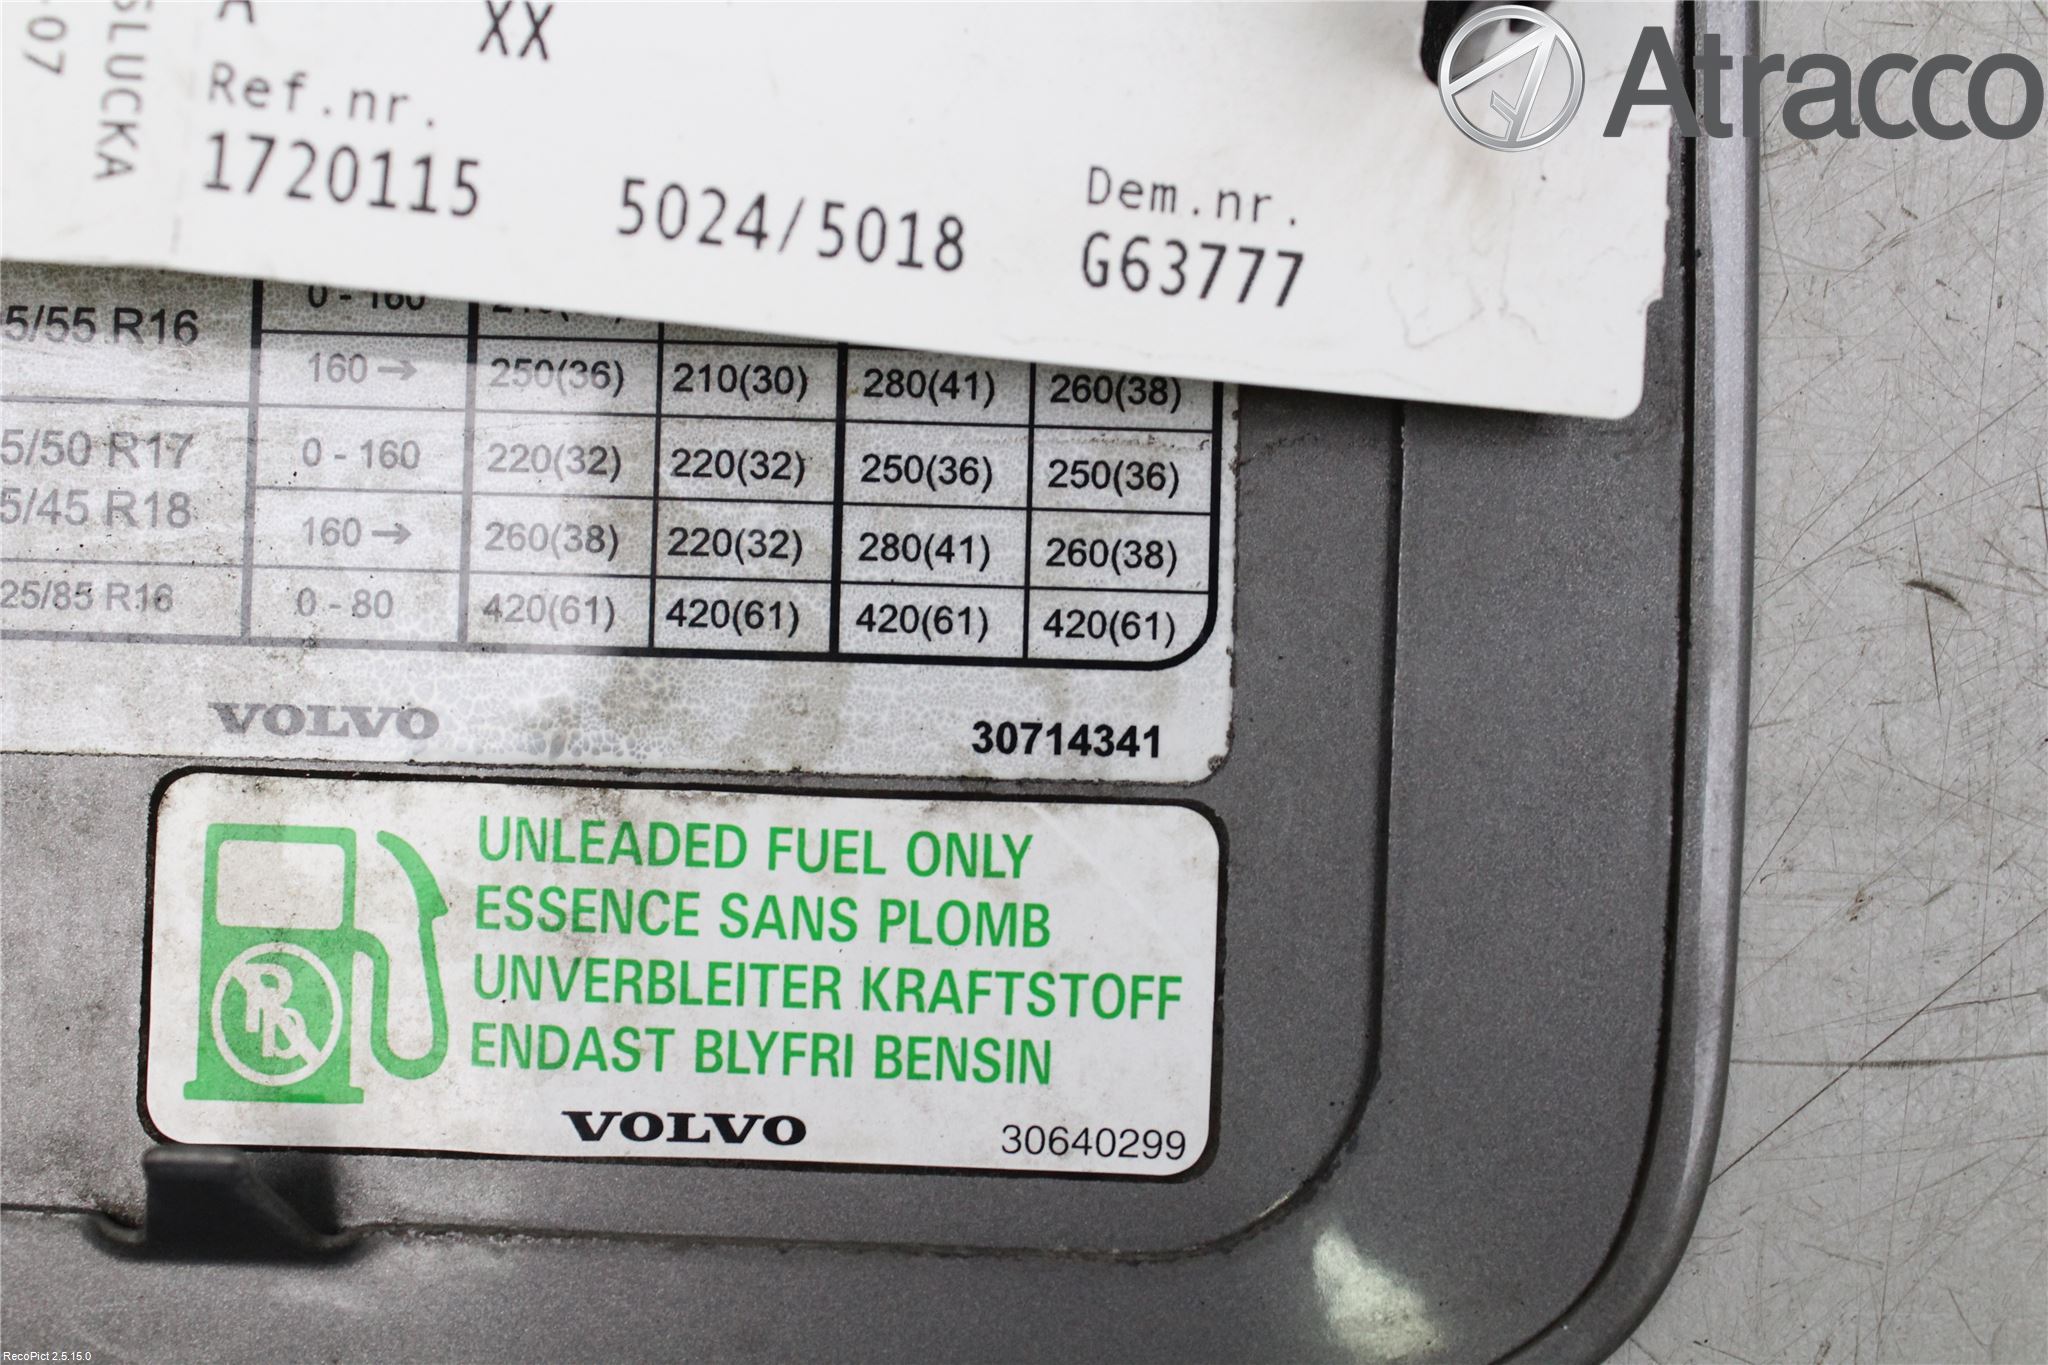 XX
Ref.nr.
1720115 5024/5018
Dem.nr.
G63777
SLUCKA
-07
Atracco
5/55 R16 0 - 160
160→ 250(36) 210(30) 280(41) 260(38)
5/50 R17 0 - 160 220(32) 220(32) 250(36) 250(36)
5/45 R18 160→ 260(38) 220(32) 280(41) 260(38)
25/85 R16 0 - 80 420(61) 420(61) 420(61) 420(61)
VOLVO 30714341
UNLEADED FUEL ONLY
ESSENCE SANS PLOMB
UNVERBLEITER KRAFTSTOFF
ENDAST BLYFRI BENSIN
Pb
VOLVO 30640299
RecoPict 2.5.15.0